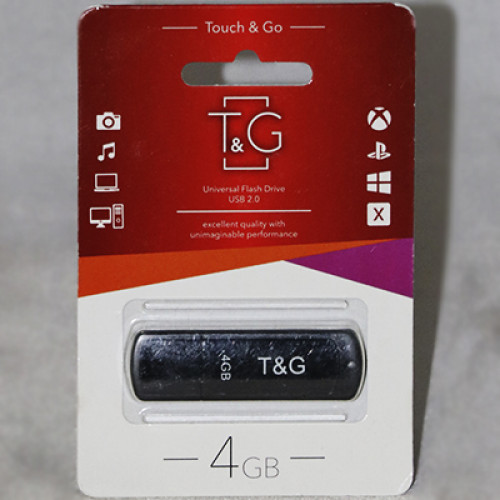 Touch & Go
T&G
Universal Flash Drive
USB 2.0
excellent quality with
unimaginable performance
X
4GB
T&G
4GB